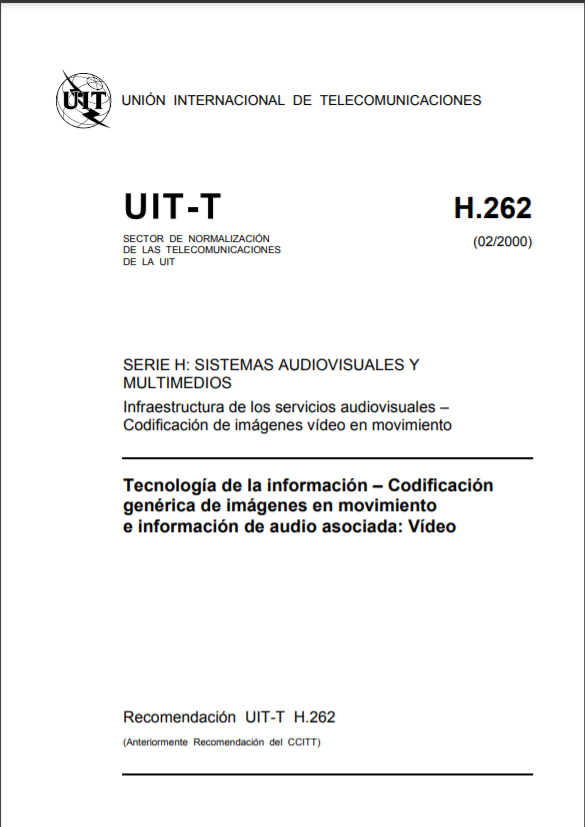 UIT
UNIÓN INTERNACIONAL DE TELECOMUNICACIONES
UIT-T
H.262
SECTOR DE NORMALIZACIÓN
DE LAS TELECOMUNICACIONES
DE LA UIT
(02/2000)
SERIE H: SISTEMAS AUDIOVISUALES Y
MULTIMEDIOS
Infraestructura de los servicios audiovisuales –
Codificación de imágenes vídeo en movimiento
Tecnología de la información – Codificación
genérica de imágenes en movimiento
e información de audio asociada: Vídeo
Recomendación UIT-T H.262
(Anteriormente Recomendación del CCITT)